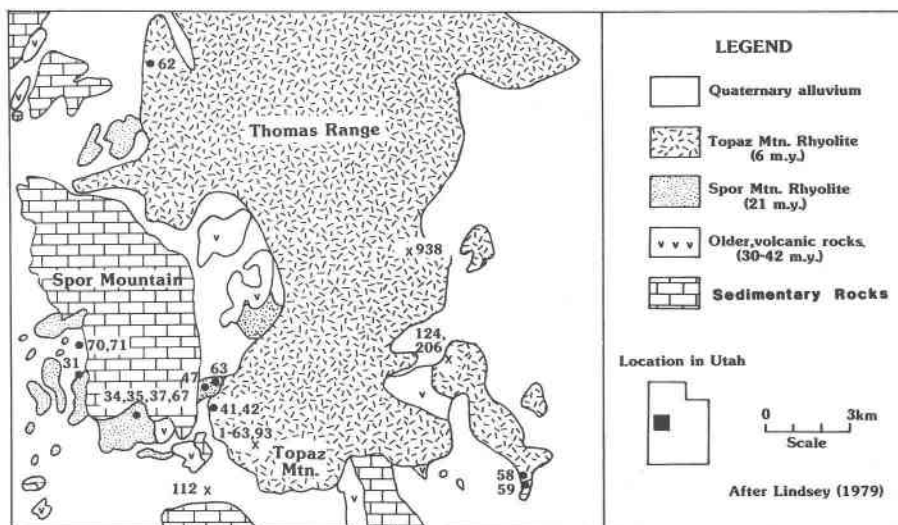 62
Thomas Range
v
v
938
v
Spor Mountain
124,
206
70,71
31
63
47
34,35,37,67
41,42
1-63,93
v
v
v
Topaz
Mtn.
v
v
v
v
58
59
112
LEGEND
Quaternary alluvium
Topaz Mtn. Rhyolite
(6 m.y.)
Spor Mtn. Rhyolite
(21 m.y.)
v v v
Older,volcanic rocks,
(30-42 m.y.)
Sedimentary Rocks
Location in Utah
0 3km
Scale
After Lindsey (1979)